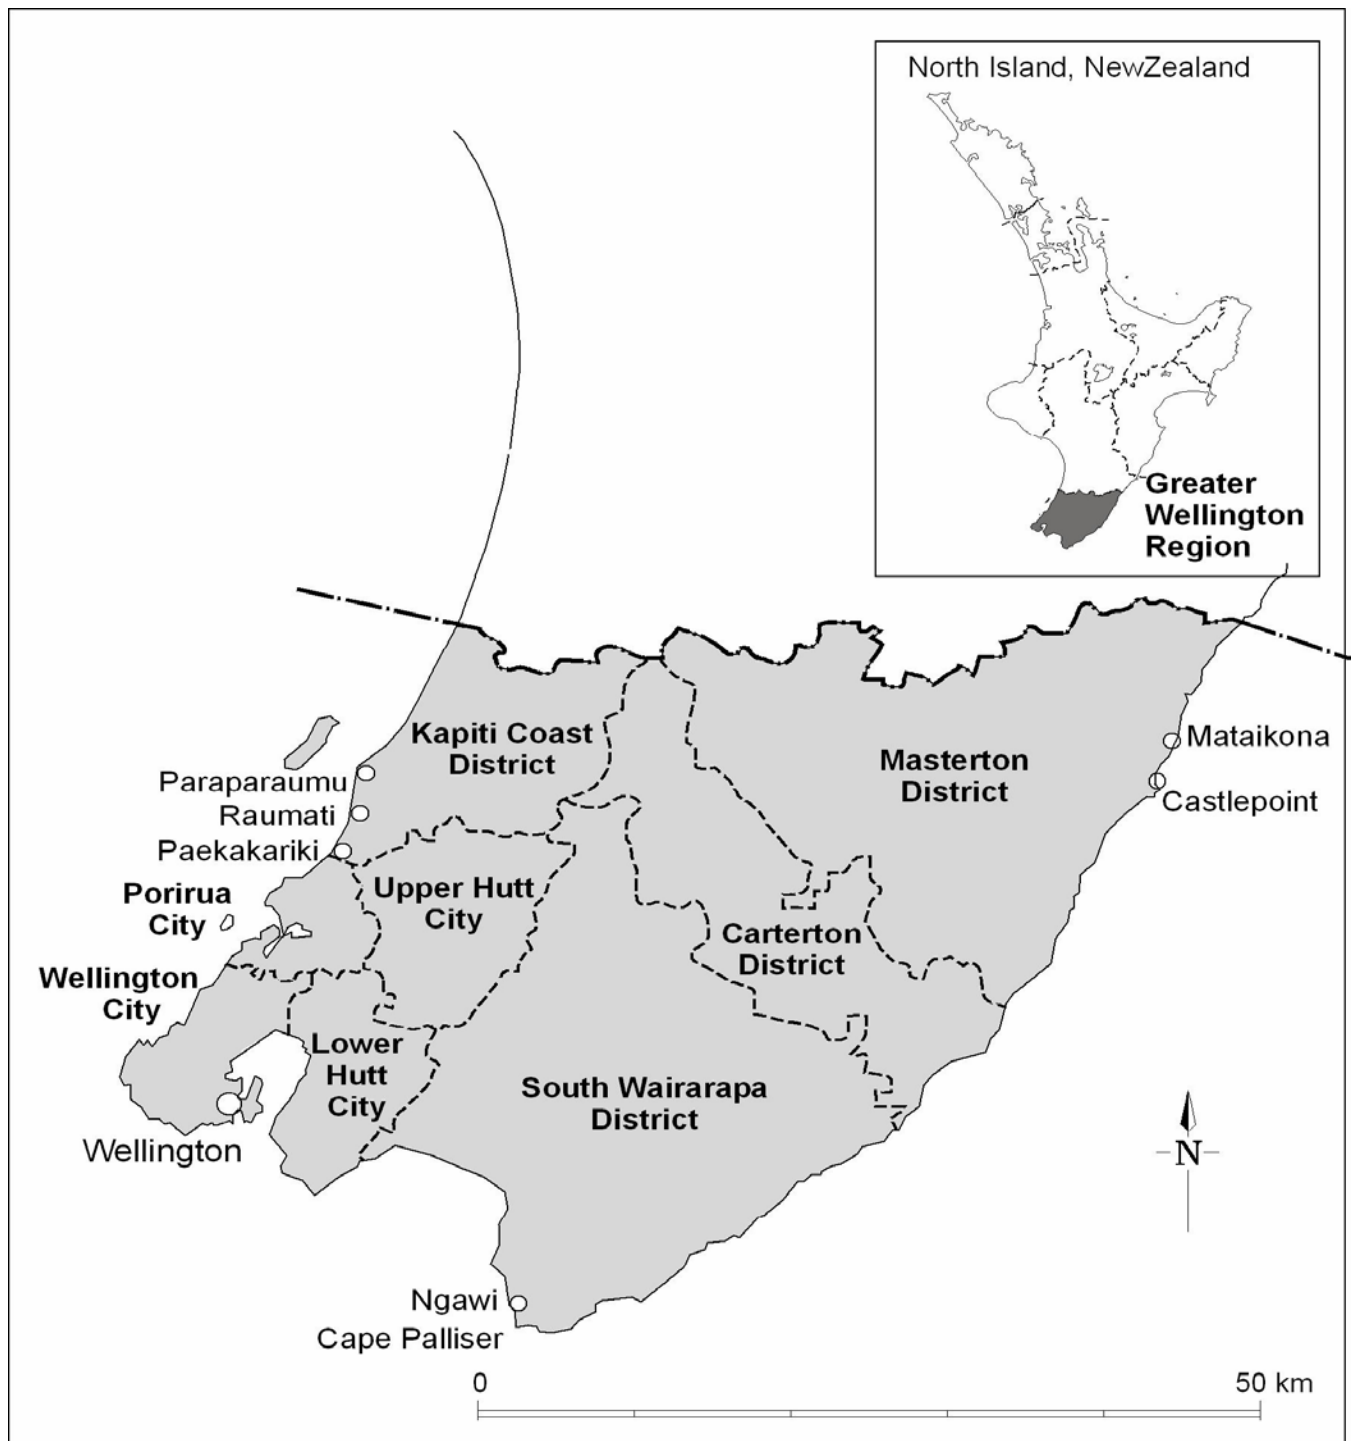 North Island, NewZealand
Greater
Wellington
Region
Kapiti Coast
District
Masterton
District
Mataikona
Castlepoint
Paraparaumu
Raumati
Paekakariki
Porirua
City
Upper Hutt
City
Carterton
District
Wellington
City
Lower
Hutt
City
South Wairarapa
District
Wellington
N
Ngawi
Cape Palliser
0
50 km